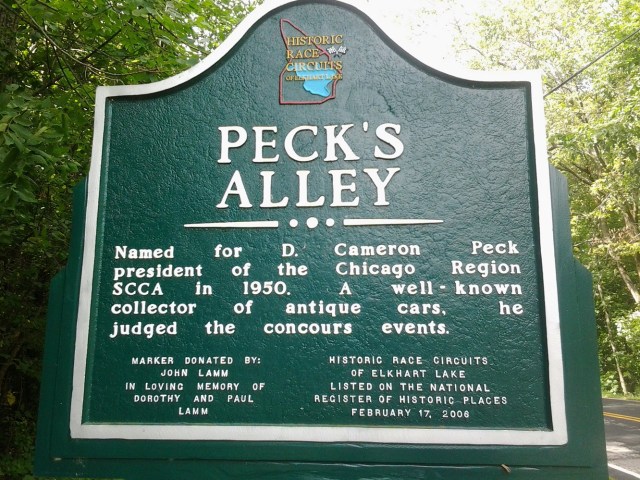 HISTORIC
RACE
CIRCUITS
OF ELKHART LAKE
PECK'S
ALLEY
Named for D. Cameron Peck
president of the Chicago Region
SCCA in 1950. A well-known
collector of antique cars, he
judged the concours events.
MARKER DONATED BY:
JOHN LAMM
IN LOVING MEMORY OF
DOROTHY AND PAUL
LAMM
HISTORIC RACE CIRCUITS
OF ELKHART LAKE
LISTED ON THE NATIONAL
REGISTER OF HISTORIC PLACES
FEBRUARY 17, 2006